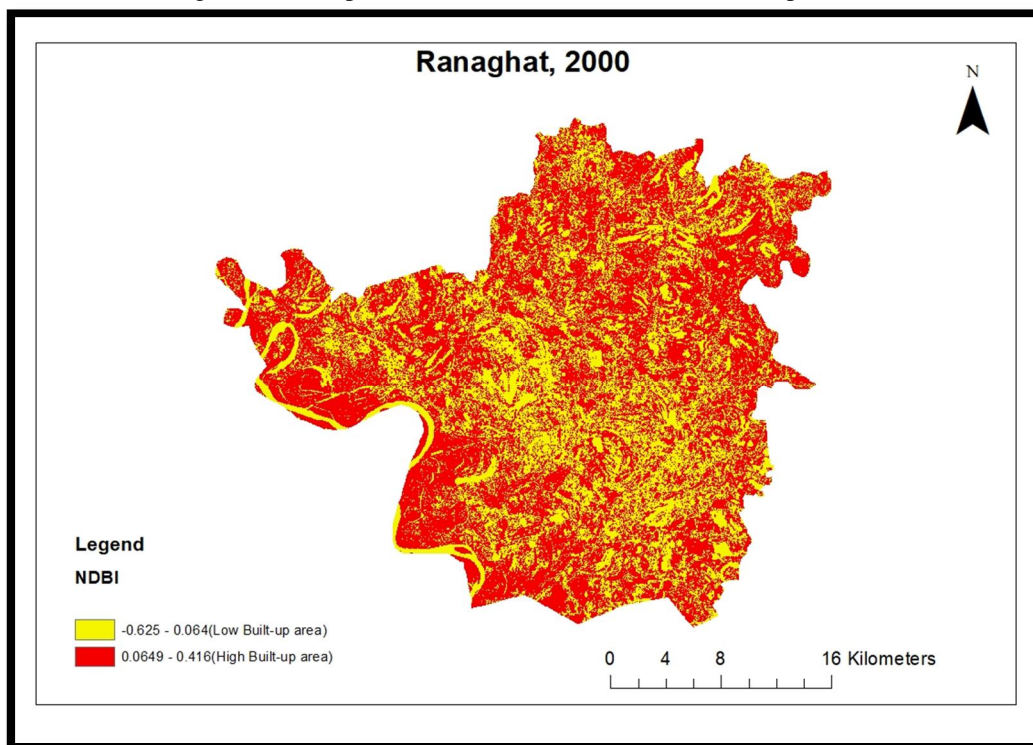 Ranaghat, 2000
N
Legend
NDBI
-0.625 - 0.064(Low Built-up area)
0.0649 - 0.416(High Built-up area)
0 4 8 16 Kilometers